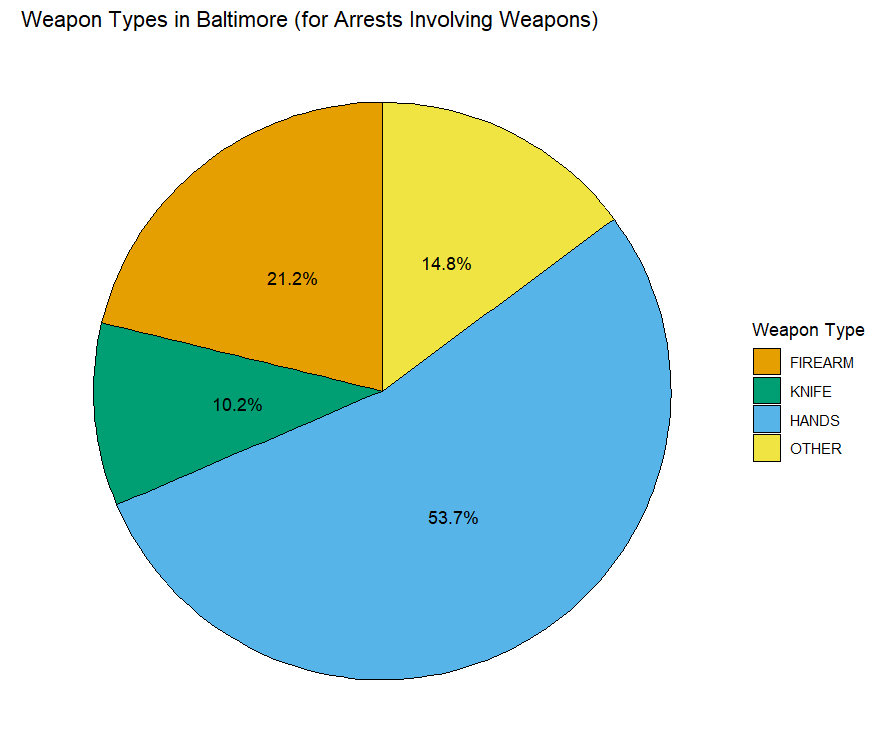 Weapon Types in Baltimore (for Arrests Involving Weapons)
14.8%
21.2%
10.2%
53.7%
Weapon Type
FIREARM
KNIFE
HANDS
OTHER